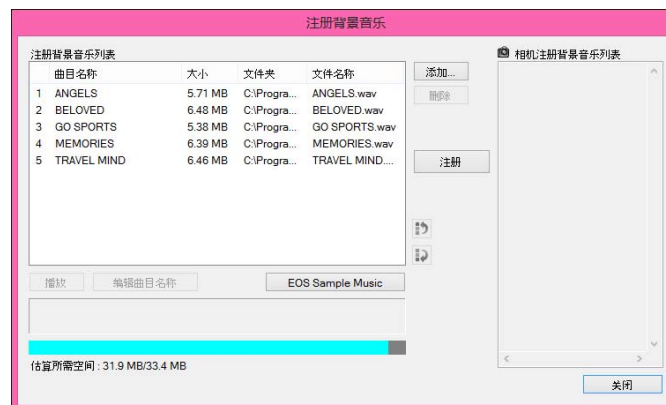 注册背景音乐
注册背景音乐列表
曲目名称 大小 文件夹 文件名称
1 ANGELS 5.71 MB C:\Progra... ANGELS.wav
2 BELOVED 6.48 MB C:\Progra... BELOVED.wav
3 GO SPORTS 5.38 MB C:\Progra... GO SPORTS.wav
4 MEMORIES 6.39 MB C:\Progra... MEMORIES.wav
5 TRAVEL MIND 6.46 MB C:\Progra... TRAVEL MIND....
添加...
删除
注册
播放 编辑曲目名称 EOS Sample Music
估算所需空间 : 31.9 MB/33.4 MB
相机注册背景音乐列表
关闭